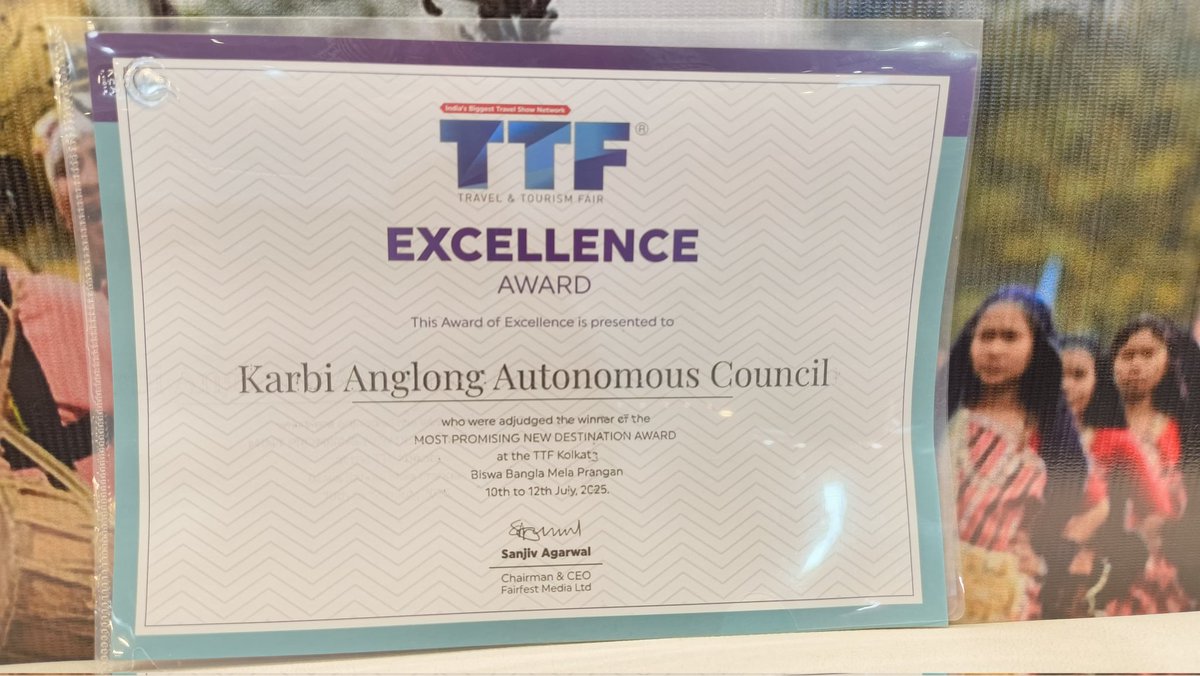 India's Biggest Travel Show Network
TTF®
TRAVEL & TOURISM FAIR
EXCELLENCE
AWARD
This Award of Excellence is presented to
Karbi Anglong Autonomous Council
who were adjudged the winner of the
MOST PROMISING NEW DESTINATION AWARD
at the TTF Kolkata
Biswa Bangla Mela Prangan
10th to 12th July, 2025.
Sanjiv Agarwal
Chairman & CEO
Fairfest Media Ltd